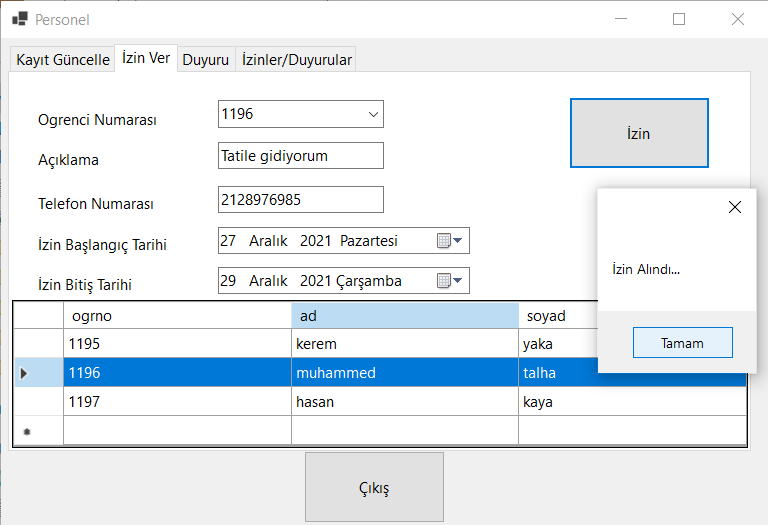 Personel
Kayıt Güncelle İzin Ver Duyuru İzinler/Duyurular
Ogrenci Numarası 1196
İzin
Açıklama Tatile gidiyorum
Telefon Numarası 2128976985
İzin Başlangıç Tarihi 27 Aralık 2021 Pazartesi
İzin Bitiş Tarihi 29 Aralık 2021 Çarşamba
İzin Alındı...
Tamam
ogrno ad soyad
1195 kerem yaka
1196 muhammed talha
1197 hasan kaya
Çıkış